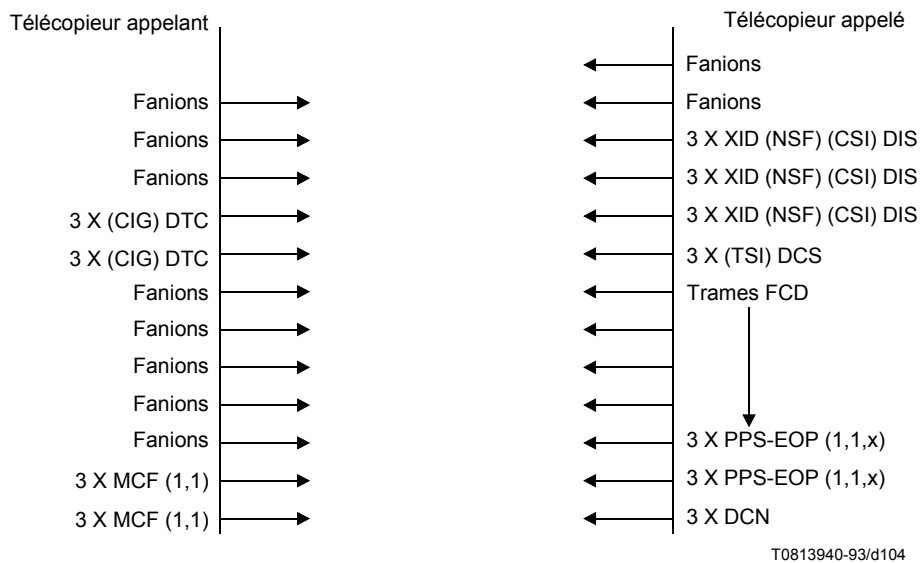 Télécopieur appelant Télécopieur appelé
Fanions
Fanions Fanions
Fanions 3 X XID (NSF) (CSI) DIS
Fanions 3 X XID (NSF) (CSI) DIS
3 X (CIG) DTC 3 X XID (NSF) (CSI) DIS
3 X (CIG) DTC 3 X (TSI) DCS
Fanions Trames FCD
Fanions
Fanions
Fanions
Fanions 3 X PPS-EOP (1,1,x)
3 X MCF (1,1) 3 X PPS-EOP (1,1,x)
3 X MCF (1,1) 3 X DCN
T0813940-93/d104